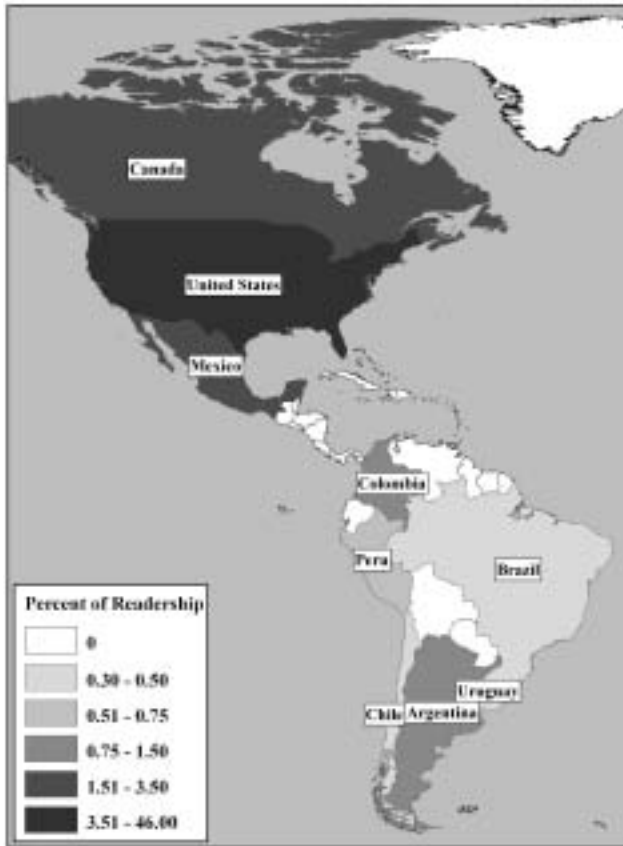 Canada
United States
Mexico
Colombia
Peru
Brazil
Uruguay
Chile
Argentina
Percent of Readership
0
0.30 - 0.50
0.51 - 0.75
0.75 - 1.50
1.51 - 3.50
3.51 - 46.00